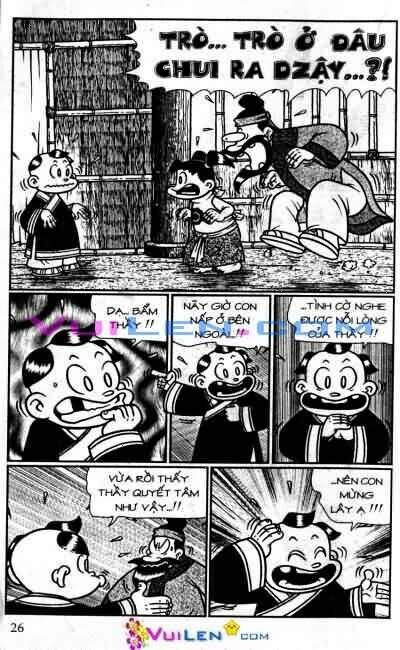 TRÒ... TRÒ Ở ĐÂU
CHUI RA DZẬY...?!
DẠ... BẨM
THẦY !!
NÃY GIỜ CON
NẤP Ở BÊN
NGOÀI...!!
...TÌNH CỜ NGHE
ĐƯỢC NỖI LÒNG
CỦA THẦY !!
VUILEN.COM
VỪA RỒI THẤY
THẦY QUYẾT TÂM
NHƯ VẬY...!!
...NÊN CON
MỪNG
LẮM Ạ !!!
26
VUILEN.COM